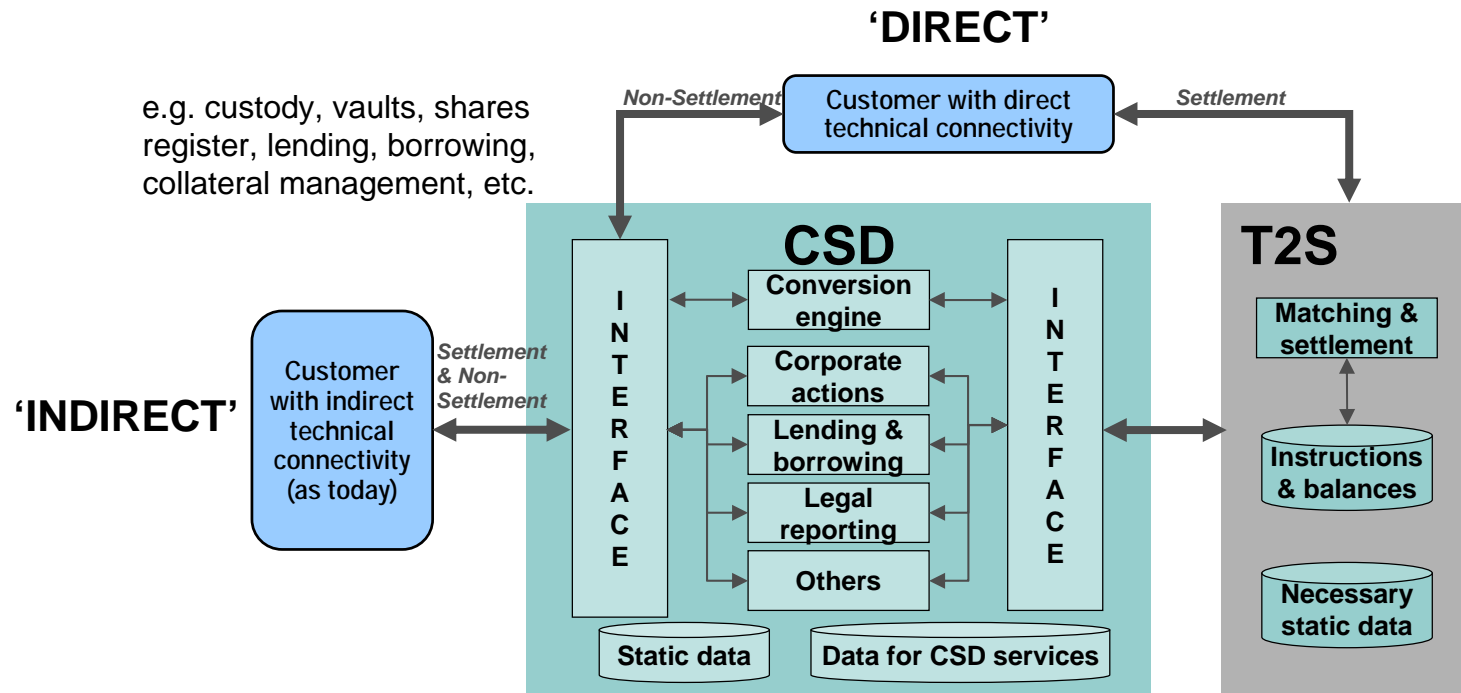 ‘DIRECT’
e.g. custody, vaults, shares
register, lending, borrowing,
collateral management, etc.
Non-Settlement
Customer with direct
technical connectivity
Settlement
‘INDIRECT’
Customer
with indirect
technical
connectivity
(as today)
Settlement
& Non-
Settlement
CSD
INTERFACE
Conversion
engine
Corporate
actions
Lending &
borrowing
Legal
reporting
Others
INTERFACE
Static data
Data for CSD services
T2S
Matching &
settlement
Instructions
& balances
Necessary
static data